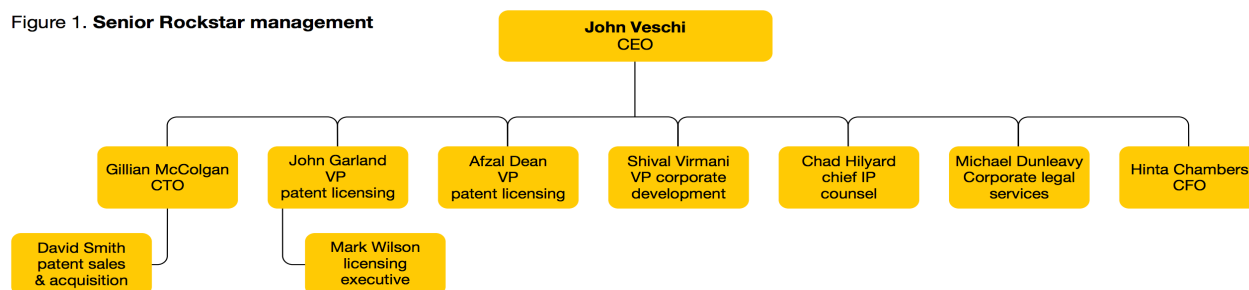 Figure 1. Senior Rockstar management
John Veschi
CEO
Gillian McColgan
CTO
John Garland
VP
patent licensing
Afzal Dean
VP
patent licensing
Shival Virmani
VP corporate
development
Chad Hilyard
chief IP
counsel
Michael Dunleavy
Corporate legal
services
Hinta Chambers
CFO
David Smith
patent sales
& acquisition
Mark Wilson
licensing
executive